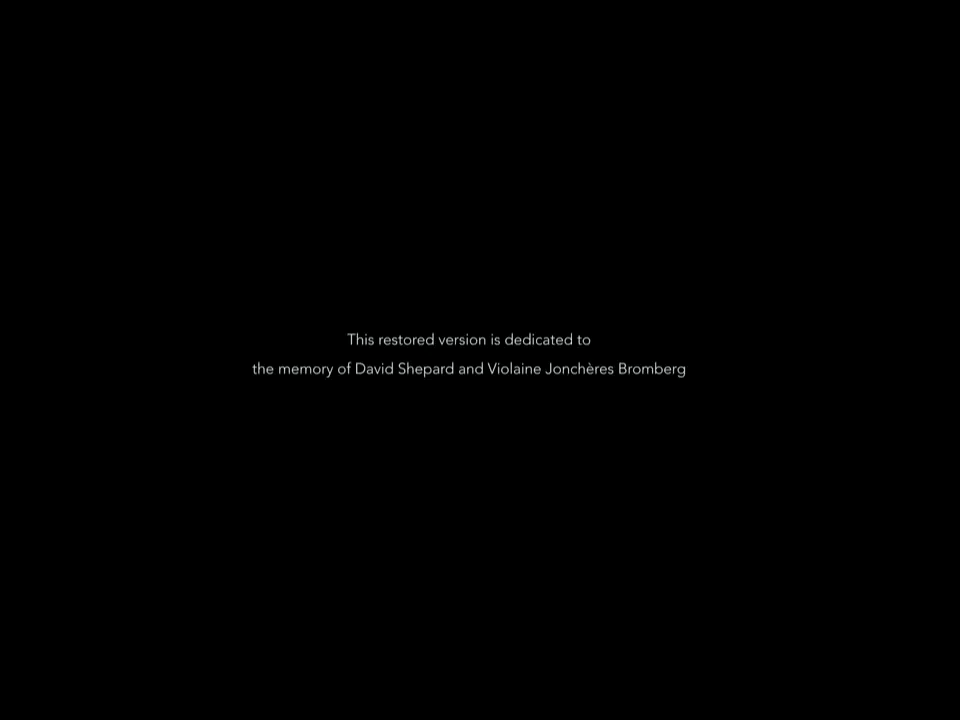 This restored version is dedicated to
the memory of David Shepard and Violaine Jonchères Bromberg